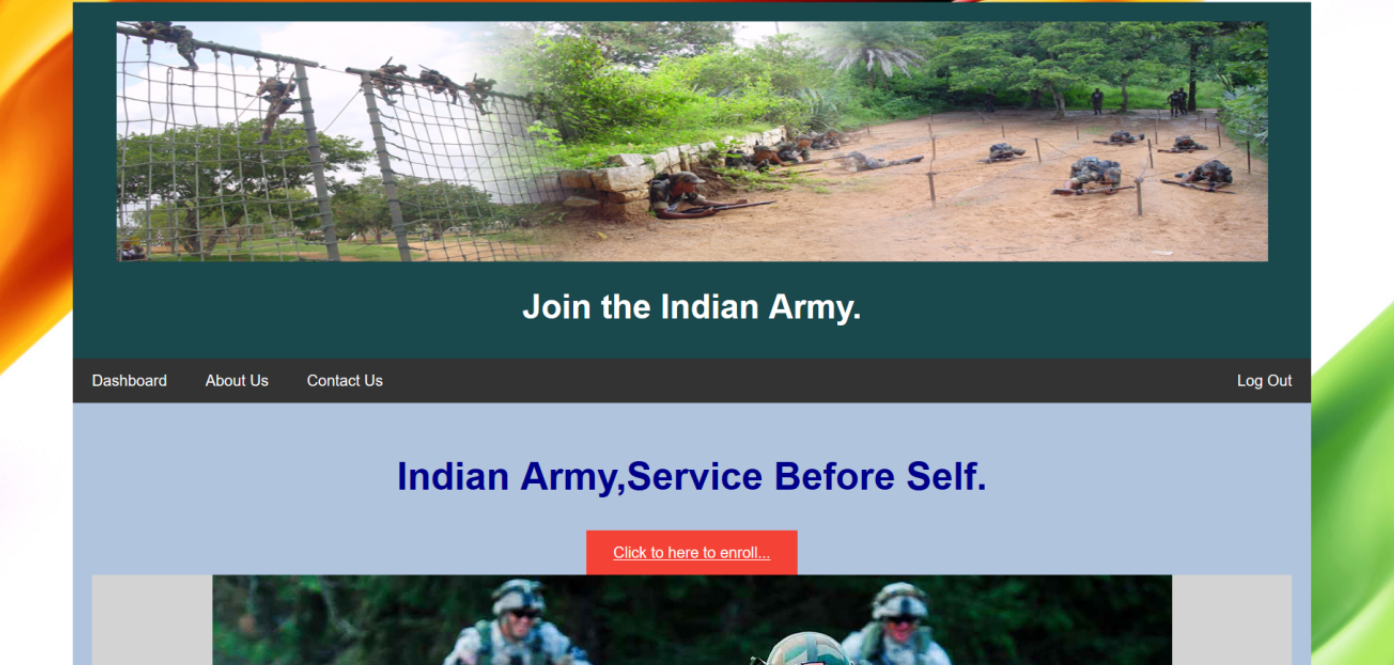 Join the Indian Army.
Dashboard About Us Contact Us Log Out
Indian Army,Service Before Self.
Click to here to enroll...